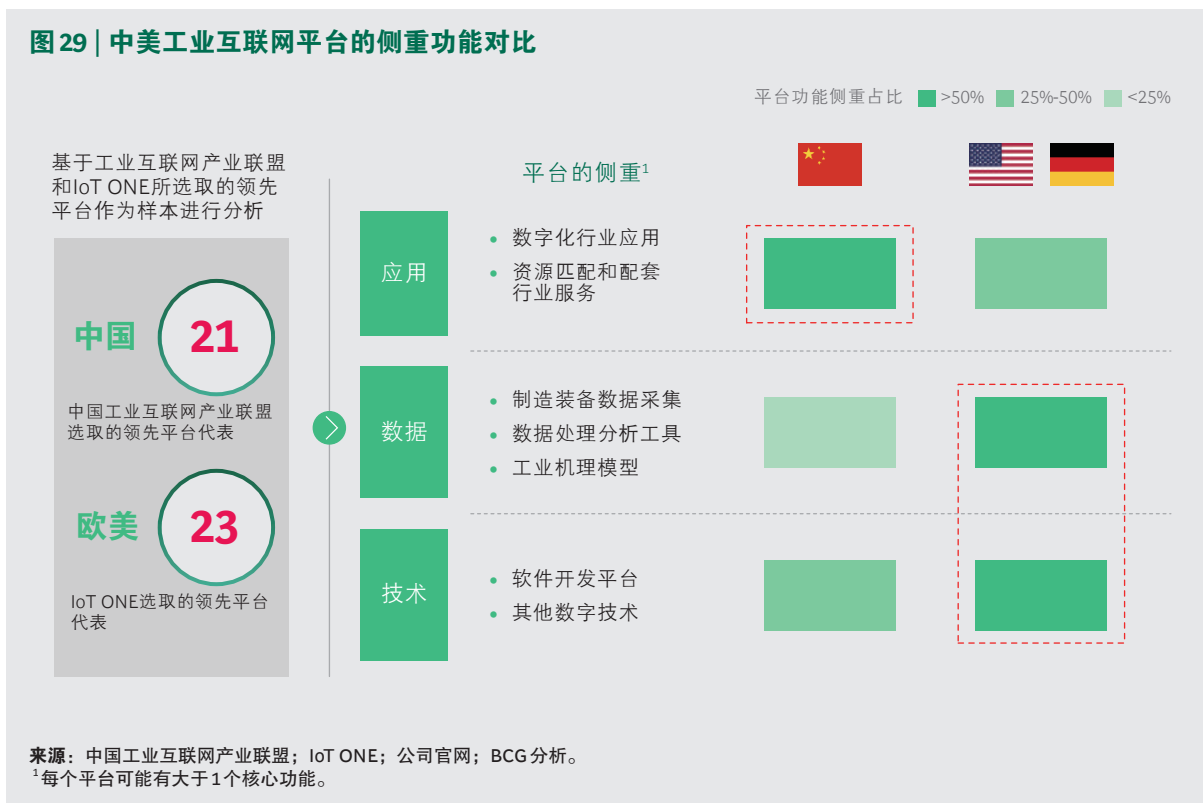 图29 | 中美工业互联网平台的侧重功能对比
平台功能侧重占比 >50% 25%-50% <25%
基于工业互联网产业联盟
和IoT ONE所选取的领先
平台作为样本进行分析
中国 21
中国工业互联网产业联盟
选取的领先平台代表
欧美 23
IoT ONE选取的领先平台
代表
平台的侧重1
应用
• 数字化行业应用
• 资源匹配和配套
行业服务
数据
• 制造装备数据采集
• 数据处理分析工具
• 工业机理模型
技术
• 软件开发平台
• 其他数字技术
来源：中国工业互联网产业联盟；IoT ONE；公司官网；BCG分析。
1每个平台可能有大于1个核心功能。